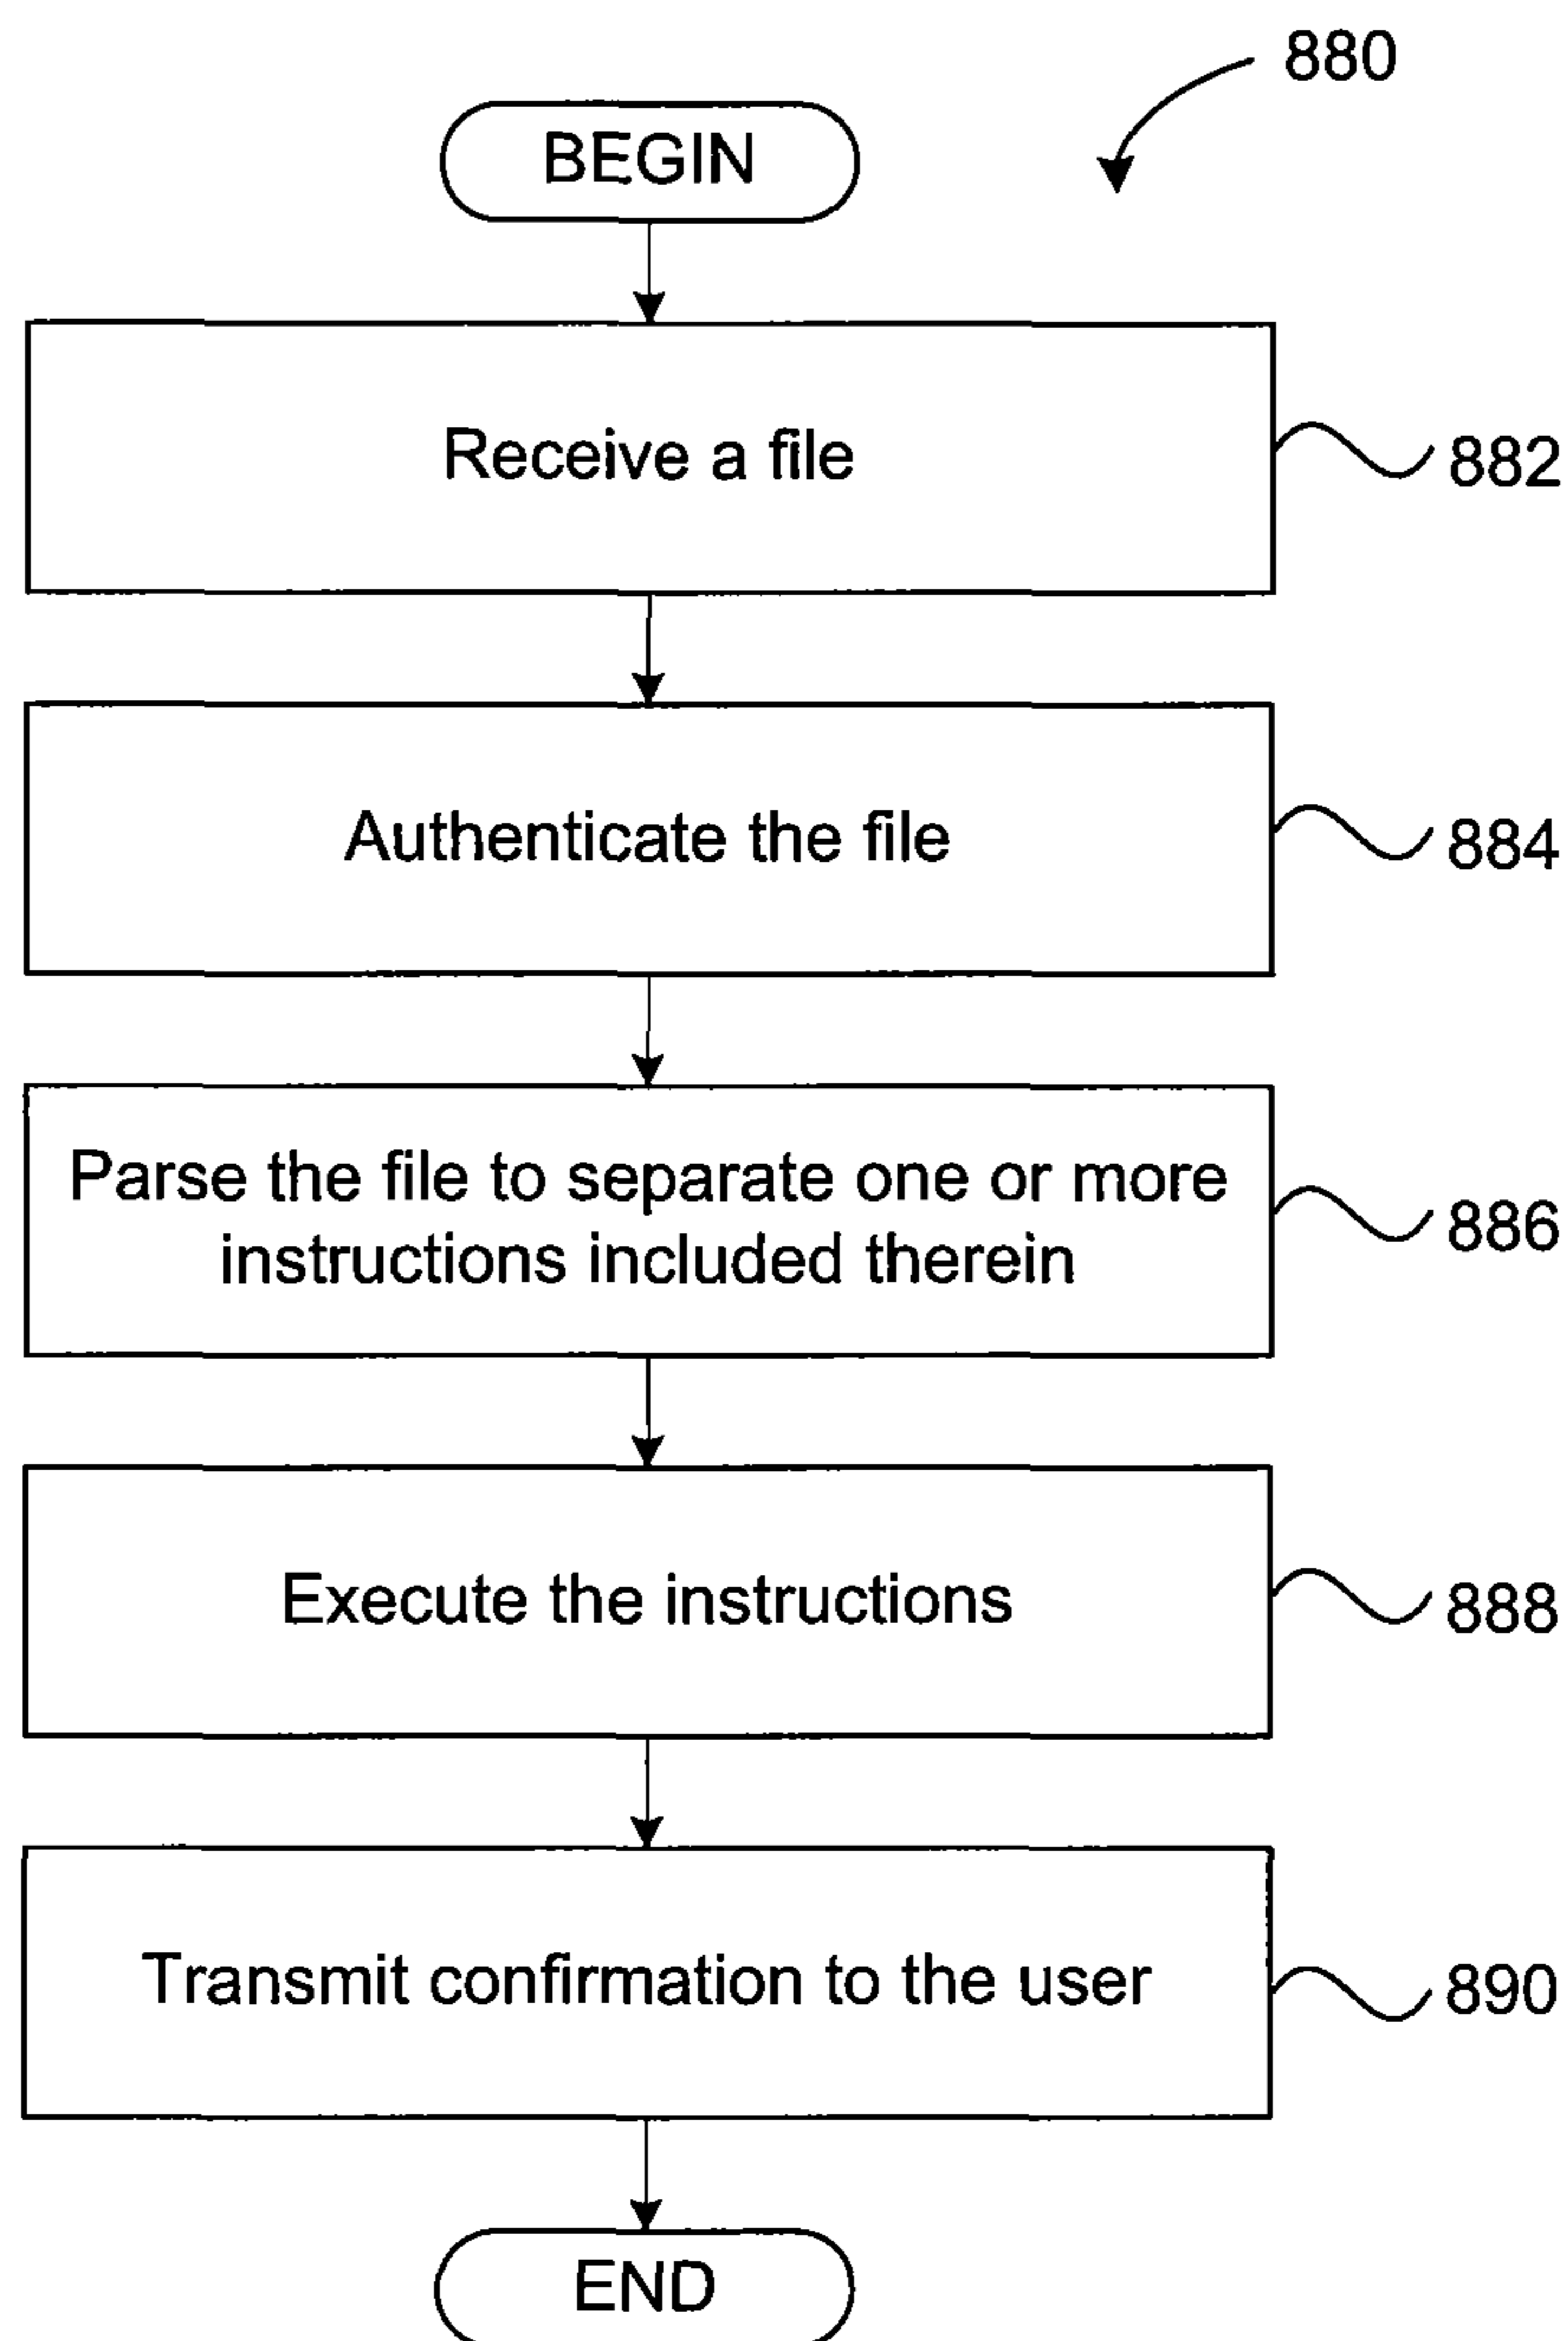 880
BEGIN
Receive a file
882
Authenticate the file
884
Parse the file to separate one or more
instructions included therein
886
Execute the instructions
888
Transmit confirmation to the user
890
END